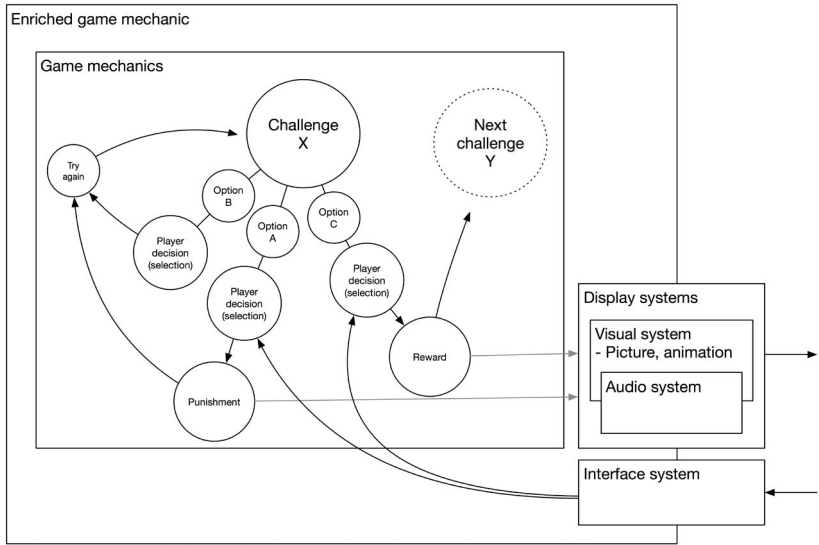 Enriched game mechanic
Game mechanics
Challenge
X
Next
challenge
Y
Try
again
Option
B
Option
A
Option
C
Player
decision
(selection)
Player
decision
(selection)
Player
decision
(selection)
Reward
Punishment
Display systems
Visual system
- Picture, animation
Audio system
Interface system